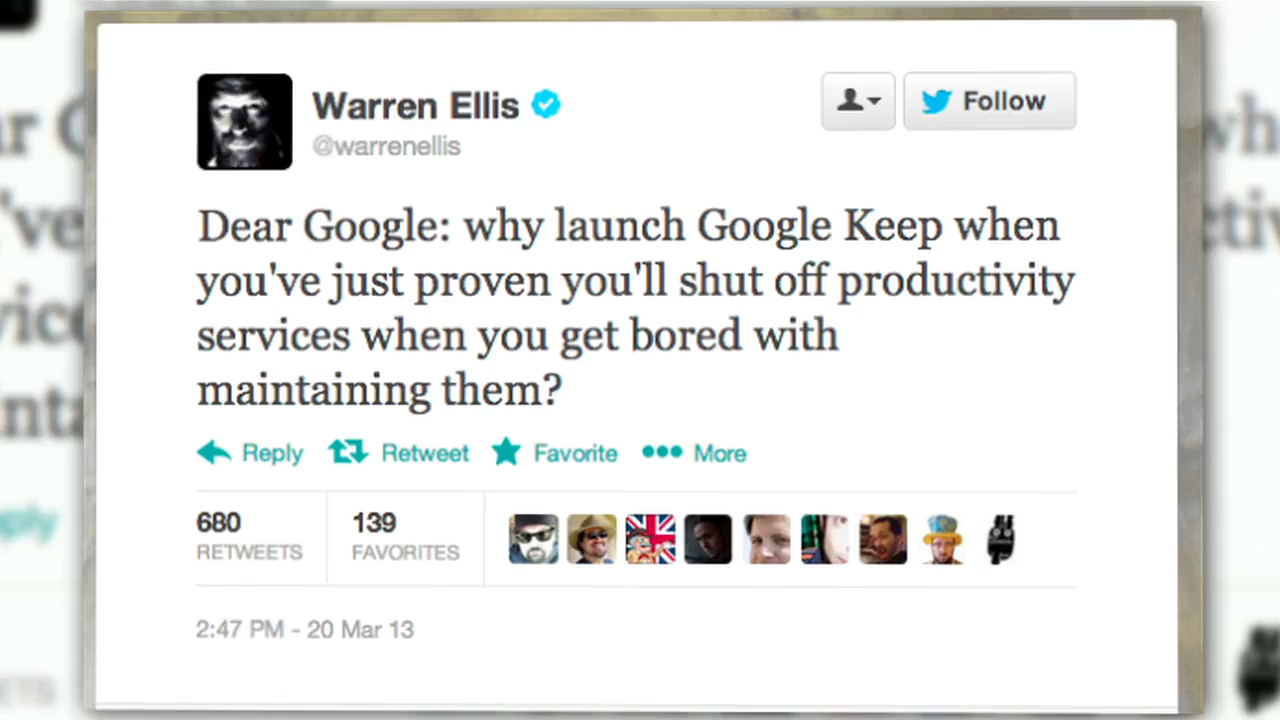 Warren Ellis
@warrenellis
Follow
Dear Google: why launch Google Keep when
you've just proven you'll shut off productivity
services when you get bored with
maintaining them?
Reply Retweet Favorite More
680 139
RETWEETS FAVORITES
2:47 PM - 20 Mar 13